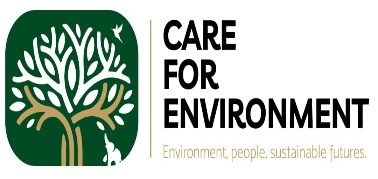 CARE
FOR
ENVIRONMENT
Environment, people, sustainable futures.